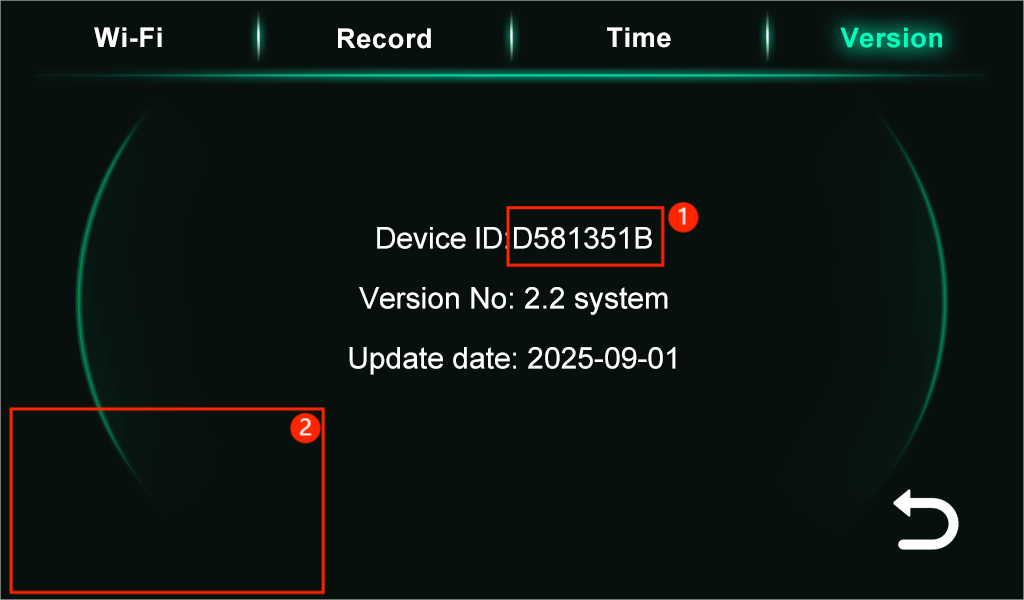 Wi-Fi Record Time Version
Device ID:D581351B 1
Version No: 2.2 system
Update date: 2025-09-01
2